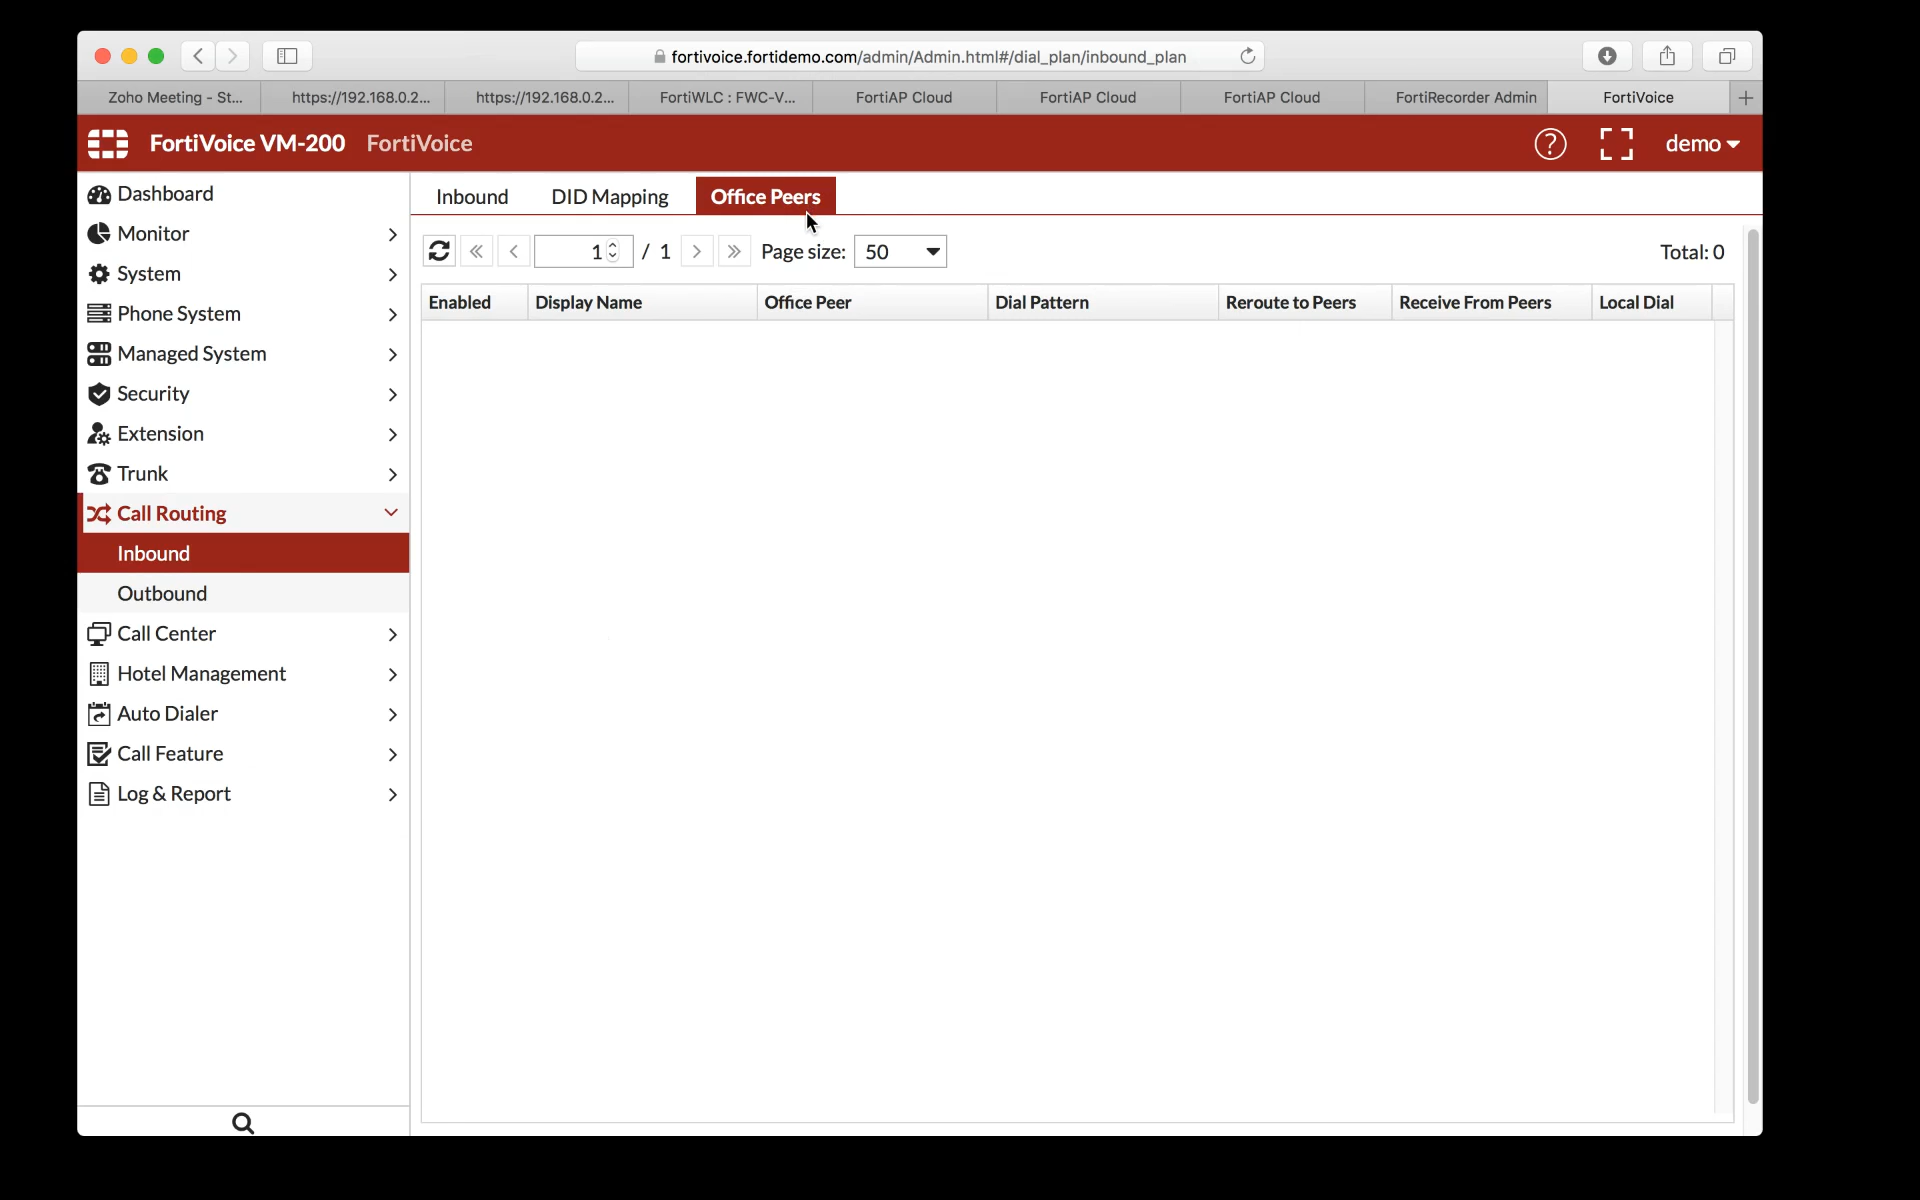 fortivoice.fortidemo.com/admin/Admin.html#/dial_plan/inbound_plan
Zoho Meeting - St...
https://192.168.0.2...
https://192.168.0.2...
FortiWLC : FWC-V...
FortiAP Cloud
FortiAP Cloud
FortiAP Cloud
FortiRecorder Admin
FortiVoice
FortiVoice VM-200 FortiVoice
demo
Dashboard
Monitor
System
Phone System
Managed System
Security
Extension
Trunk
Call Routing
Inbound
Outbound
Call Center
Hotel Management
Auto Dialer
Call Feature
Log & Report
Inbound DID Mapping Office Peers
1 / 1 Page size: 50 Total: 0
Enabled Display Name Office Peer Dial Pattern Reroute to Peers Receive From Peers Local Dial